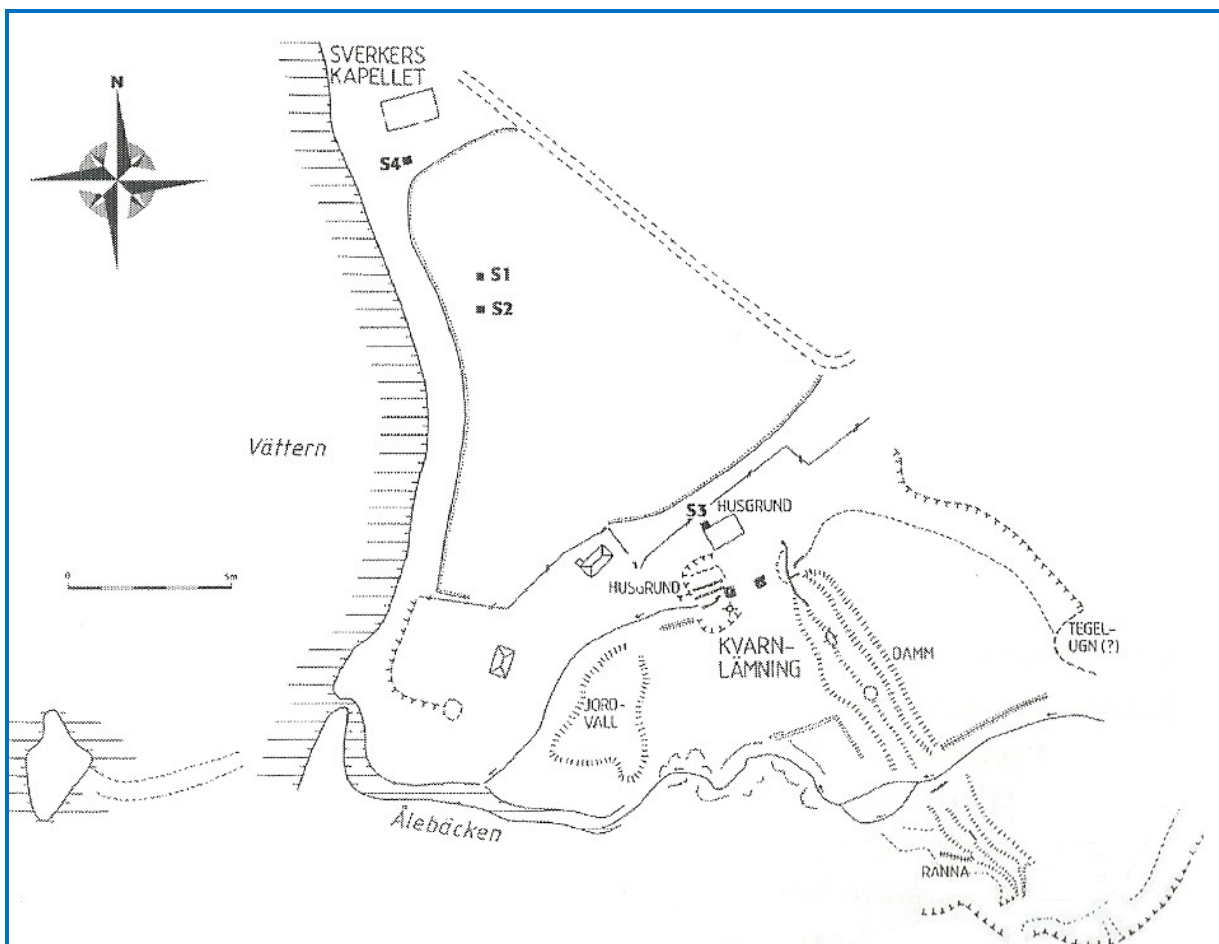 SVERKERS
KAPELLET
N
S4
S1
S2
Vättern
S3 HUSGRUND
0 5m
HUSGRUND
KVARN-
LÄMNING
DAMM
TEGEL-
UGN (?)
JORD-
VALL
Ålebäcken
RÄNNA